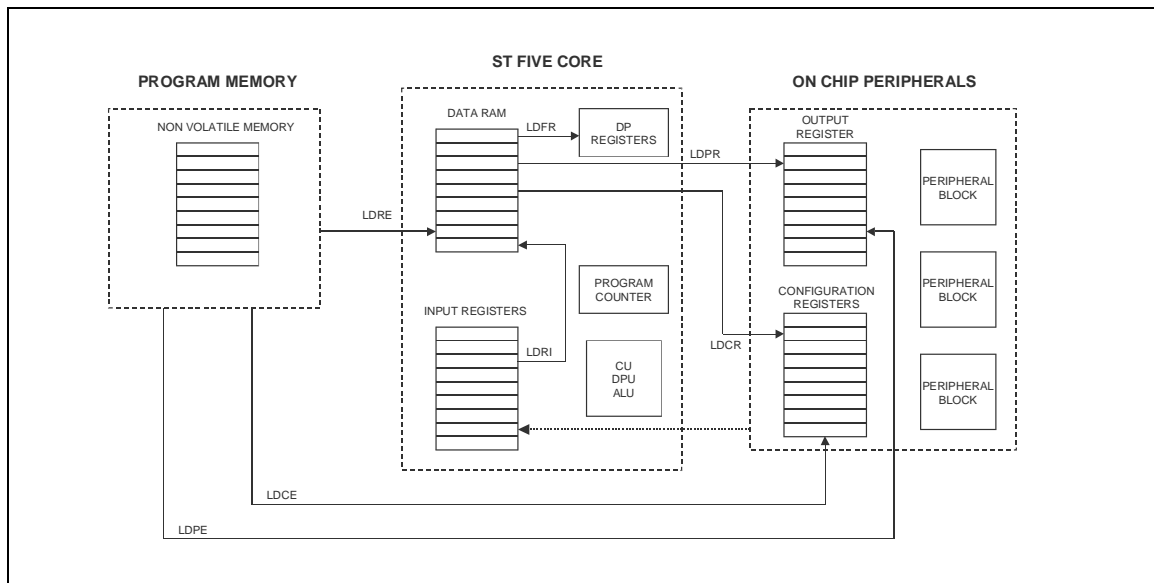 ST FIVE CORE
PROGRAM MEMORY
ON CHIP PERIPHERALS
NON VOLATILE MEMORY
DATA RAM
LDFR
DP
REGISTERS
LDPR
OUTPUT
REGISTER
PERIPHERAL
BLOCK
LDRE
PROGRAM
COUNTER
PERIPHERAL
BLOCK
CONFIGURATION
REGISTERS
INPUT REGISTERS
LDRI
LDCR
CU
DPU
ALU
PERIPHERAL
BLOCK
LDCE
LDPE